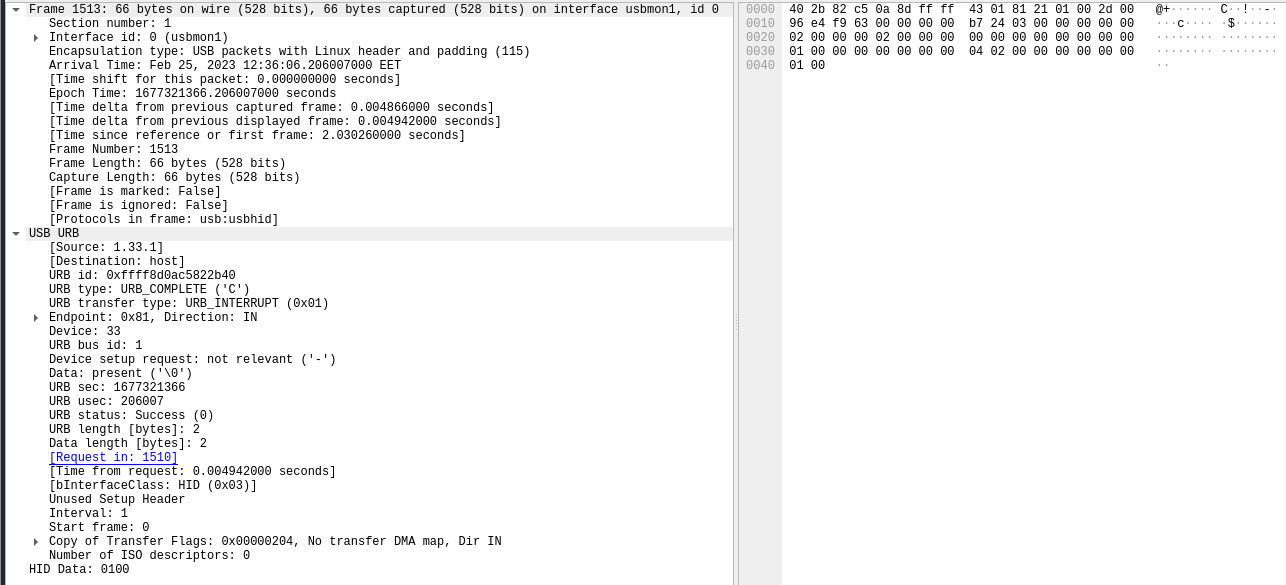 Frame 1513: 66 bytes on wire (528 bits), 66 bytes captured (528 bits) on interface usbmon1, id 0
Section number: 1
Interface id: 0 (usbmon1)
Encapsulation type: USB packets with Linux header and padding (115)
Arrival Time: Feb 25, 2023 12:36:06.206007000 EET
[Time shift for this packet: 0.000000000 seconds]
Epoch Time: 1677321366.206007000 seconds
[Time delta from previous captured frame: 0.004866000 seconds]
[Time delta from previous displayed frame: 0.004942000 seconds]
[Time since reference or first frame: 2.030260000 seconds]
Frame Number: 1513
Frame Length: 66 bytes (528 bits)
Capture Length: 66 bytes (528 bits)
[Frame is marked: False]
[Frame is ignored: False]
[Protocols in frame: usb:usbhid]
USB URB
[Source: 1.33.1]
[Destination: host]
URB id: 0xffff8d0ac5822b40
URB type: URB_COMPLETE ('C')
URB transfer type: URB_INTERRUPT (0x01)
Endpoint: 0x81, Direction: IN
Device: 33
URB bus id: 1
Device setup request: not relevant ('-')
Data: present ('\0')
URB sec: 1677321366
URB usec: 206007
URB status: Success (0)
URB length [bytes]: 2
Data length [bytes]: 2
[Request in: 1510]
[Time from request: 0.004942000 seconds]
[bInterfaceClass: HID (0x03)]
Unused Setup Header
Interval: 1
Start frame: 0
Copy of Transfer Flags: 0x00000204, No transfer DMA map, Dir IN
Number of ISO descriptors: 0
HID Data: 0100
0000 40 2b 82 c5 0a 8d ff ff 43 01 81 21 01 00 2d 00 @+······ C··!··-·
0010 96 e4 f9 63 00 00 00 00 b7 24 03 00 00 00 00 00 ···c···· ·$······
0020 02 00 00 00 02 00 00 00 00 00 00 00 00 00 00 00 ········ ········
0030 01 00 00 00 00 00 00 00 04 02 00 00 00 00 00 00 ········ ········
0040 01 00 ··